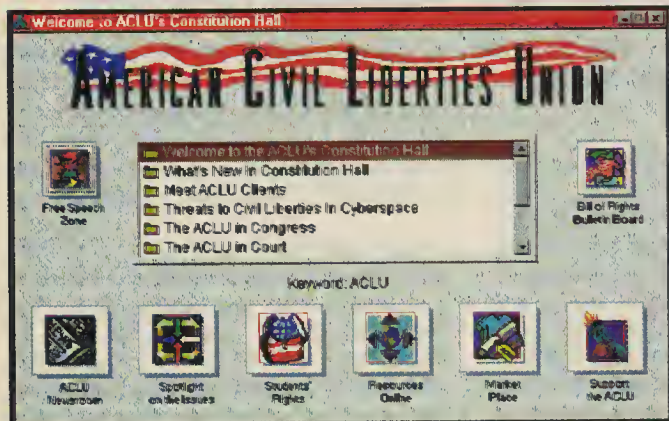 Welcome to ACLU's Constitution Hall
AMERICAN CIVIL LIBERTIES UNION
Welcome to the ACLU's Constitution Hall
What's New in Constitution Hall
Meet ACLU Clients
Threats to Civil Liberties in Cyberspace
The ACLU in Congress
The ACLU in Court
Free Speech
Zone
Bill of Rights
Bulletin Board
Keyword: ACLU
ACLU
Newsroom
Spotlight
on the Issues
Students'
Rights
Resources
Online
Market
Place
Support
the ACLU